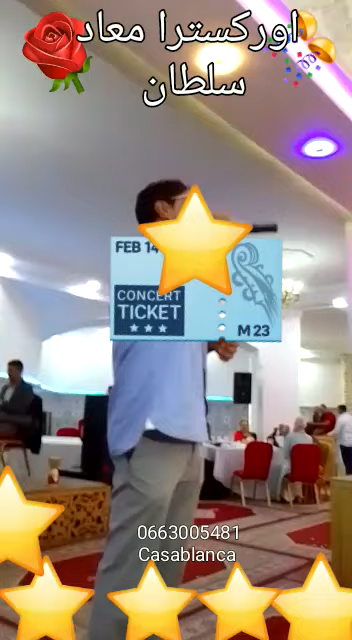 اوركسترا معاد
سلطان
FEB 14
CONCERT
TICKET
M 23
0663005481
Casablanca